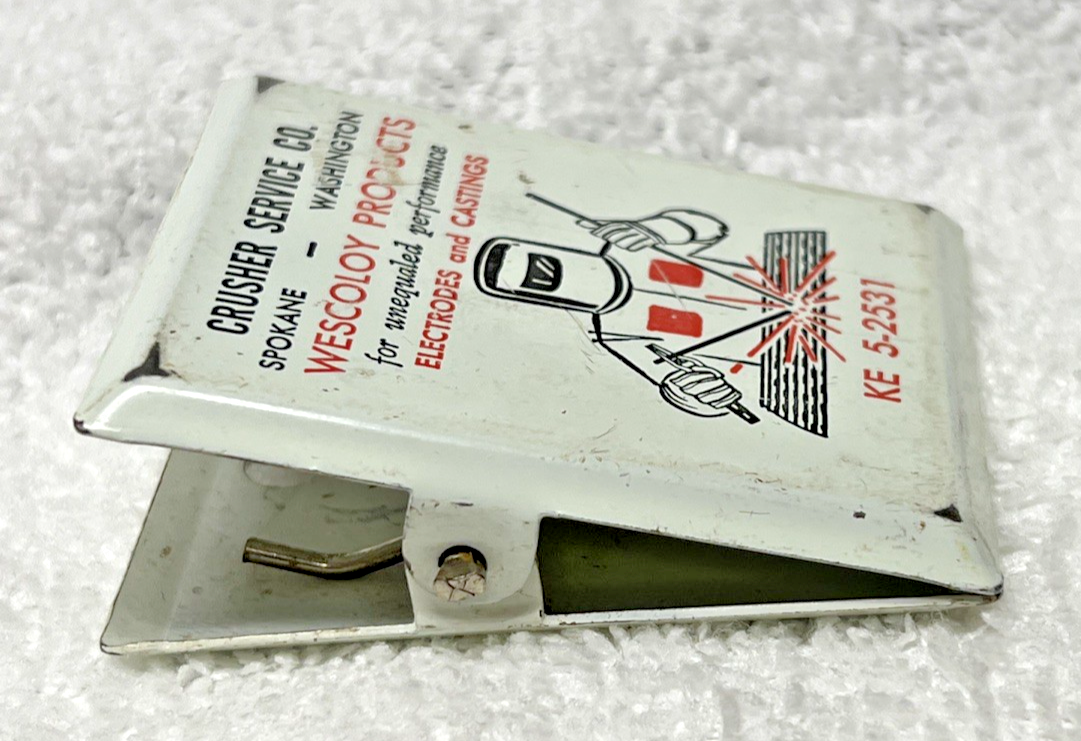 CRUSHER SERVICE CO.
SPOKANE - WASHINGTON
WESCOLOY PRODUCTS
for unequaled performance
ELECTRODES and CASTINGS
KE 5-2531